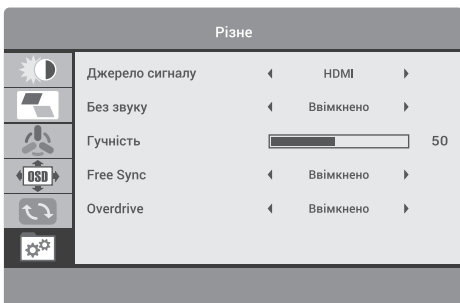 Різне
Джерело сигналу HDMI
Без звуку Ввімкнено
Гучність 50
Free Sync Ввімкнено
OSD
Overdrive Ввімкнено